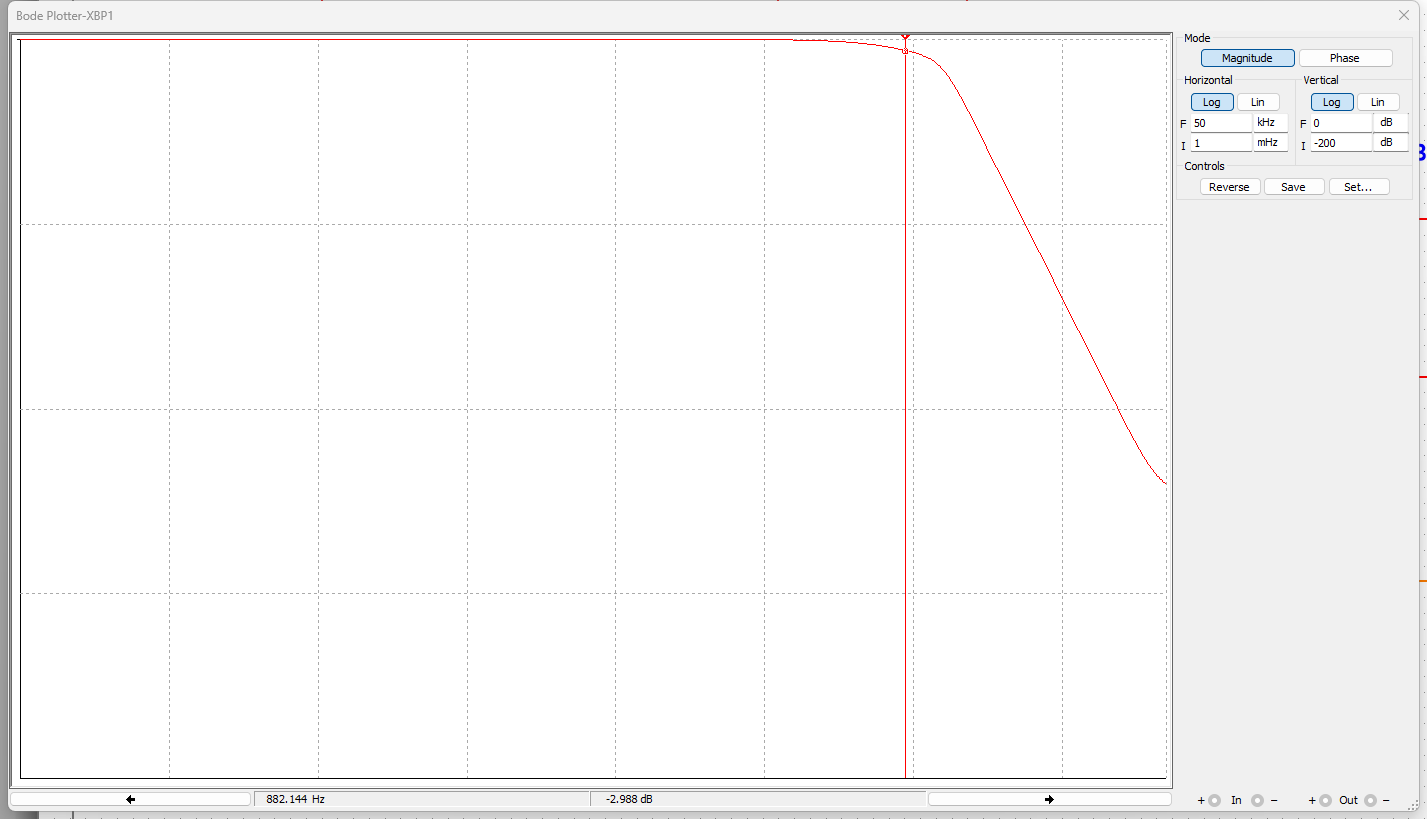 Bode Plotter-XBP1
Mode
Magnitude Phase
Horizontal Vertical
Log Lin Log Lin
F 50 kHz F 0 dB
I 1 mHz I -200 dB
Controls
Reverse Save Set...
882.144 Hz -2.988 dB
+ In − + Out −